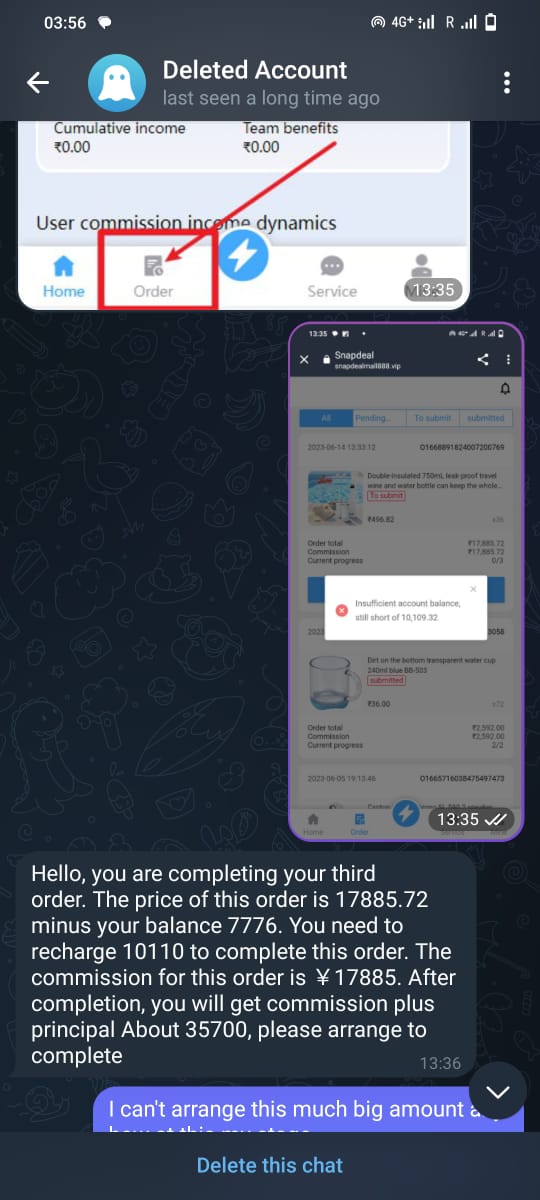 03:56
4G+ R
Deleted Account
last seen a long time ago
Cumulative income Team benefits
₹0.00 ₹0.00
User commission income dynamics
Home Order Service
13:35
13:35
4G+ R
Snapdeal
snapdealmall888.vip
All Pending... To submit submitted
2023-06-14 13:33:12 O1668891824007200769
Double-insulated 750mL leak-proof travel
wine and water bottle can keep the whole...
To submit
₹496.82 x36
Order total ₹17,885.72
Commission ₹17,885.72
Current progress 0/3
Insufficient account balance,
still short of 10,109.32
2023 3058
Dirt on the bottom transparent water cup
240ml blue BB-503
submitted
₹36.00 x72
Order total ₹2,592.00
Commission ₹2,592.00
Current progress 2/2
2023-06-05 19:13:46 O1665716038475497473
Home Order
13:35
Hello, you are completing your third
order. The price of this order is 17885.72
minus your balance 7776. You need to
recharge 10110 to complete this order. The
commission for this order is ¥17885. After
completion, you will get commission plus
principal About 35700, please arrange to
complete
13:36
I can't arrange this much big amount
Delete this chat